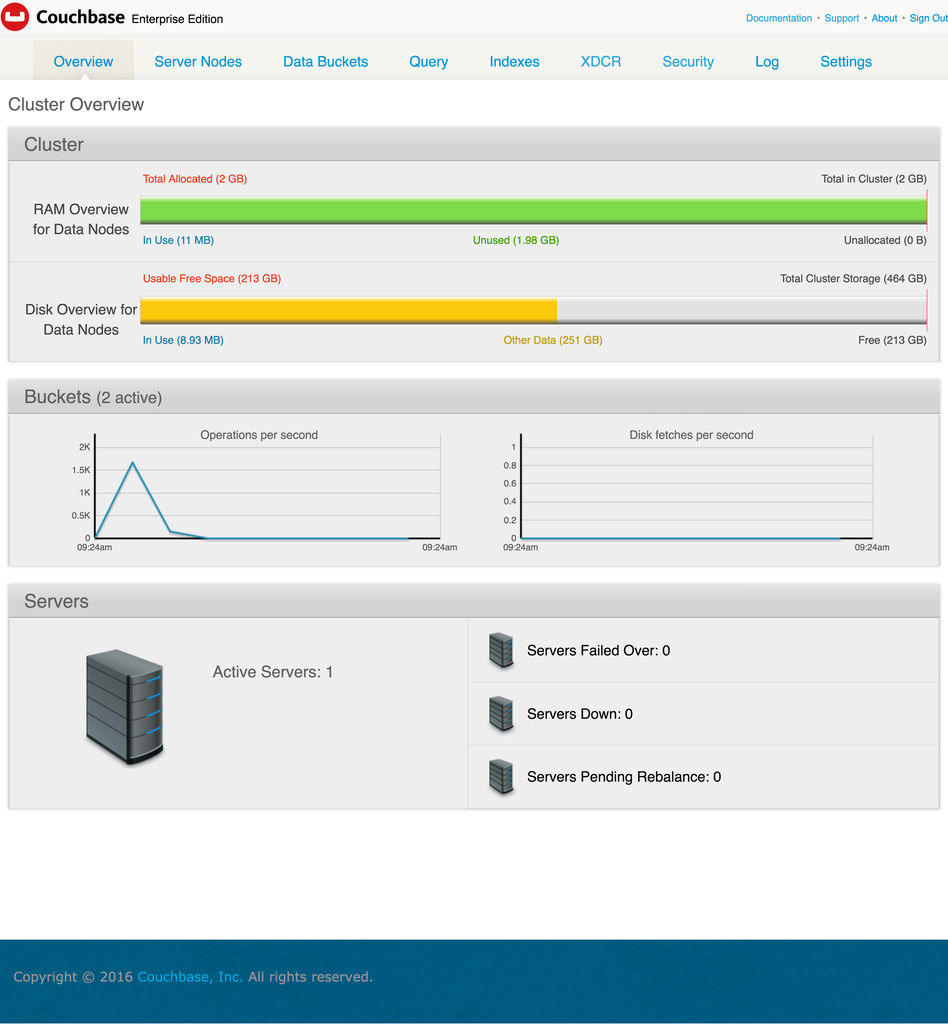 Couchbase Enterprise Edition
Documentation • Support • About • Sign Out
Overview Server Nodes Data Buckets Query Indexes XDCR Security Log Settings
Cluster Overview
Cluster
Total Allocated (2 GB) Total in Cluster (2 GB)
RAM Overview
for Data Nodes
In Use (11 MB) Unused (1.98 GB) Unallocated (0 B)
Usable Free Space (213 GB) Total Cluster Storage (464 GB)
Disk Overview for
Data Nodes
In Use (8.93 MB) Other Data (251 GB) Free (213 GB)
Buckets (2 active)
Operations per second
2K
1.5K
1K
0.5K
0
09:24am 09:24am
Disk fetches per second
1
0.8
0.6
0.4
0.2
0
09:24am 09:24am
Servers
Active Servers: 1
Servers Failed Over: 0
Servers Down: 0
Servers Pending Rebalance: 0
Copyright © 2016 Couchbase, Inc. All rights reserved.